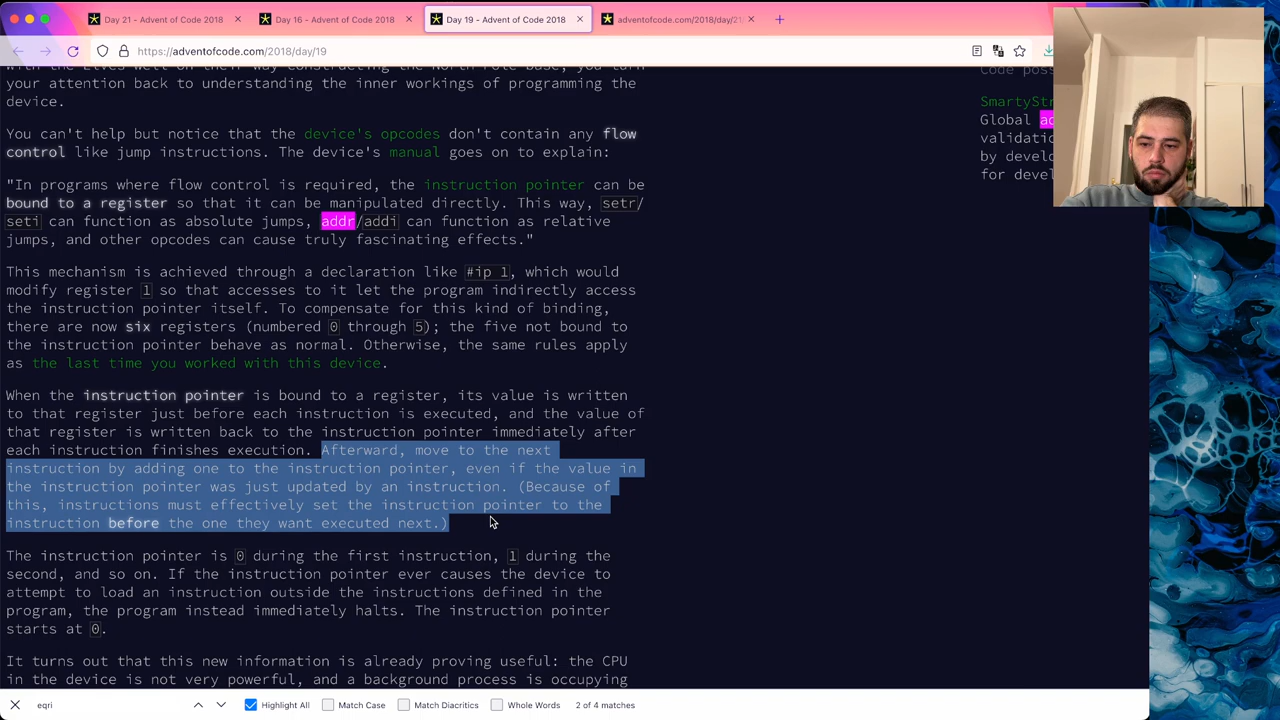 Day 21 - Advent of Code 2018
Day 16 - Advent of Code 2018
Day 19 - Advent of Code 2018
adventofcode.com/2018/day/21
https://adventofcode.com/2018/day/19
with the Elves well on their way constructing the North Pole base, you turn
your attention back to understanding the inner workings of programming the
device.
You can't help but notice that the device's opcodes don't contain any flow
control like jump instructions. The device's manual goes on to explain:
"In programs where flow control is required, the instruction pointer can be
bound to a register so that it can be manipulated directly. This way, setr/
seti can function as absolute jumps, addr/addi can function as relative
jumps, and other opcodes can cause truly fascinating effects."
This mechanism is achieved through a declaration like #ip 1, which would
modify register 1 so that accesses to it let the program indirectly access
the instruction pointer itself. To compensate for this kind of binding,
there are now six registers (numbered 0 through 5); the five not bound to
the instruction pointer behave as normal. Otherwise, the same rules apply
as the last time you worked with this device.
When the instruction pointer is bound to a register, its value is written
to that register just before each instruction is executed, and the value of
that register is written back to the instruction pointer immediately after
each instruction finishes execution. Afterward, move to the next
instruction by adding one to the instruction pointer, even if the value in
the instruction pointer was just updated by an instruction. (Because of
this, instructions must effectively set the instruction pointer to the
instruction before the one they want executed next.)
The instruction pointer is 0 during the first instruction, 1 during the
second, and so on. If the instruction pointer ever causes the device to
attempt to load an instruction outside the instructions defined in the
program, the program instead immediately halts. The instruction pointer
starts at 0.
It turns out that this new information is already proving useful: the CPU
in the device is not very powerful, and a background process is occupying
Code poss
SmartyStr
Global ad
validatio
by develo
for devel
eqri
Highlight All
Match Case
Match Diacritics
Whole Words
2 of 4 matches